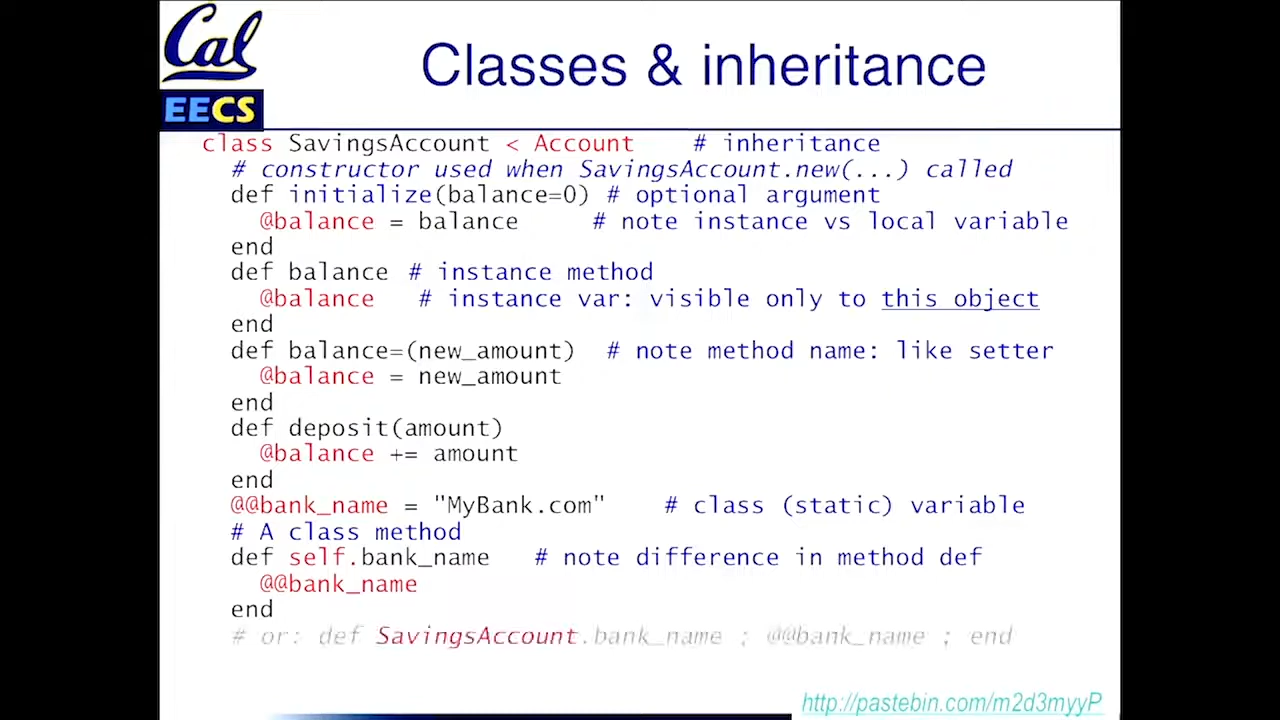 Cal
EECS
Classes & inheritance
class SavingsAccount < Account # inheritance
# constructor used when SavingsAccount.new(...) called
def initialize(balance=0) # optional argument
@balance = balance # note instance vs local variable
end
def balance # instance method
@balance # instance var: visible only to this object
end
def balance=(new_amount) # note method name: like setter
@balance = new_amount
end
def deposit(amount)
@balance += amount
end
@@bank_name = "MyBank.com" # class (static) variable
# A class method
def self.bank_name # note difference in method def
@@bank_name
end
# or: def SavingsAccount.bank_name ; @@bank_name ; end
http://pastebin.com/m2d3myyP